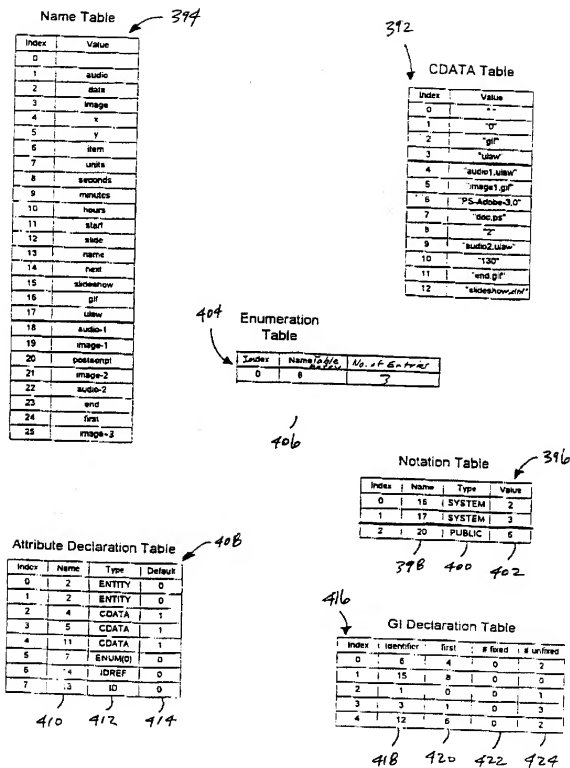 Name Table 394
Index Value
0
1 audio
2 data
3 image
4 x
5 y
6 item
7 units
8 seconds
9 minutes
10 hours
11 start
12 slide
13 name
14 next
15 slideshow
16 gif
17 ulaw
18 audio-1
19 image-1
20 postscript
21 image-2
22 audio-2
23 end
24 first
25 image-3
392
CDATA Table
Index Value
0 " "
1 "0"
2 "gif"
3 "ulaw"
4 "audio1.ulaw"
5 "image1.gif"
6 "PS-Adobe-3.0"
7 "doc.ps"
8 "2"
9 "audio2.ulaw"
10 "130"
11 "end.gif"
12
404 Enumeration
Table
Index Name Table No. of Entries
0 8 3
406
Notation Table 396
Index Name Type Value
0 16 SYSTEM 2
1 17 SYSTEM 3
2 20 PUBLIC 6
398 400 402
Attribute Declaration Table 408
Index Name Type Default
0 2 ENTITY 0
1 2 ENTITY 0
2 4 CDATA 1
3 5 CDATA 1
4 11 CDATA 1
5 7 ENUM(0) 0
6 14 IDREF 0
7 13 ID 0
410 412 414
416
GI Declaration Table
Index Identifier first # fixed # unfixed
0 6 4 0 2
1 15 8 0 0
2 1 0 0 1
3 3 1 0 3
4 12 6 0 2
418 420 422 424